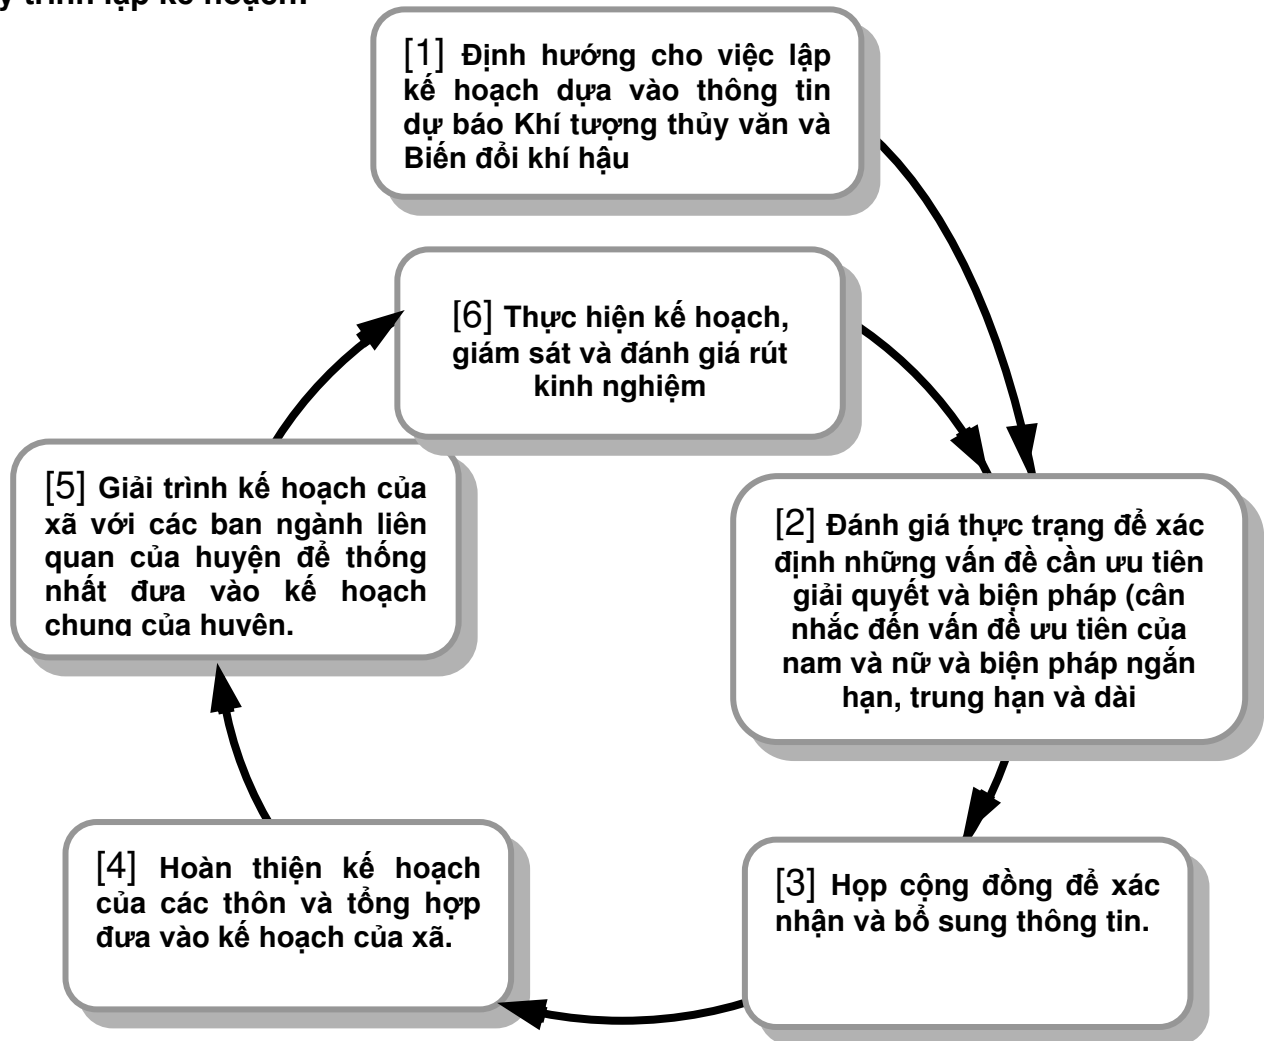 trình lập kế hoạch:
[1] Định hướng cho việc lập
kế hoạch dựa vào thông tin
dự báo Khí tượng thủy văn và
Biến đổi khí hậu
[6] Thực hiện kế hoạch,
giám sát và đánh giá rút
kinh nghiệm
[5] Giải trình kế hoạch của
xã với các ban ngành liên
quan của huyện để thống
nhất đưa vào kế hoạch
chung của huyện.
[2] Đánh giá thực trạng để xác
định những vấn đề cần ưu tiên
giải quyết và biện pháp (cân
nhắc đến vấn đề ưu tiên của
nam và nữ và biện pháp ngắn
hạn, trung hạn và dài
[4] Hoàn thiện kế hoạch
của các thôn và tổng hợp
đưa vào kế hoạch của xã.
[3] Họp cộng đồng để xác
nhận và bổ sung thông tin.